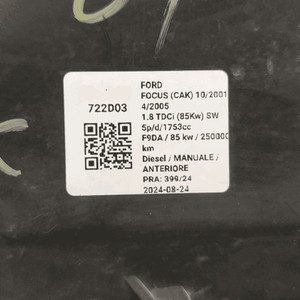 722D03
FORD
FOCUS (CAK) 10/2001
4/2005
1.8 TDCi (85Kw) SW
5p/d/1753cc
F9DA / 85 kw / 250000
km
Diesel / MANUALE /
ANTERIORE
PRA: 399/24
2024-08-24